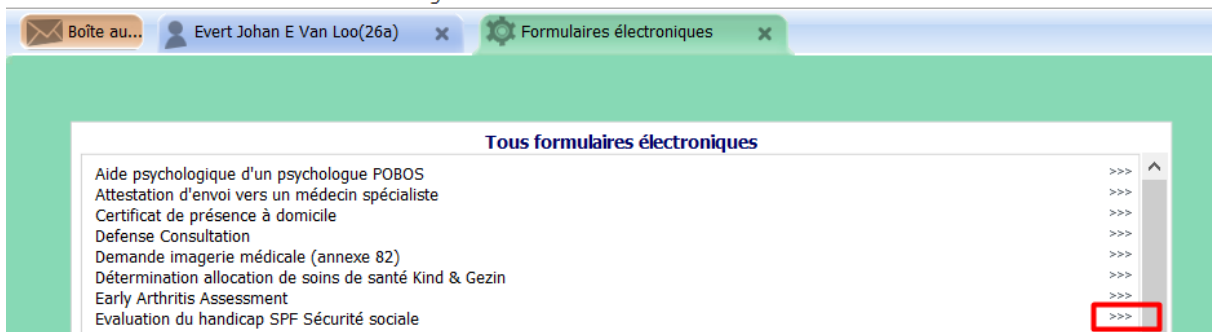 Boîte au...
Evert Johan E Van Loo(26a)
Formulaires électroniques
Tous formulaires électroniques
Aide psychologique d'un psychologue POBOS >>>
Attestation d'envoi vers un médecin spécialiste >>>
Certificat de présence à domicile >>>
Defense Consultation >>>
Demande imagerie médicale (annexe 82) >>>
Détermination allocation de soins de santé Kind & Gezin >>>
Early Arthritis Assessment >>>
Evaluation du handicap SPF Sécurité sociale >>>